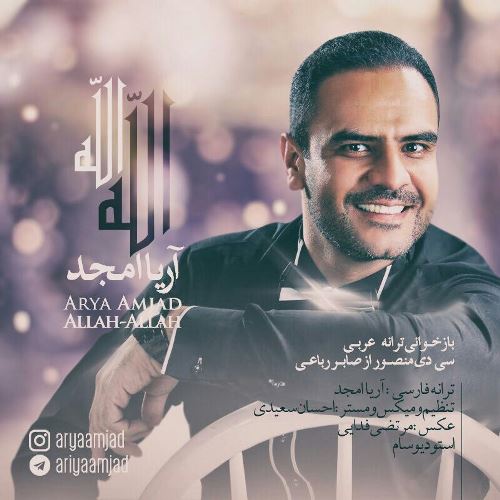 الله
الله
آریا امجد
ARYA AMJAD
ALLAH-ALLAH
بازخوانی ترانه عربی
سی دی منصور از صابر رباعی
ترانه فارسی : آریا امجد
تنظیم و میکس و مستر : احسان سعیدی
عکس : مرتضی فدایی
استودیو سام
aryaamjad
ariyaamjad